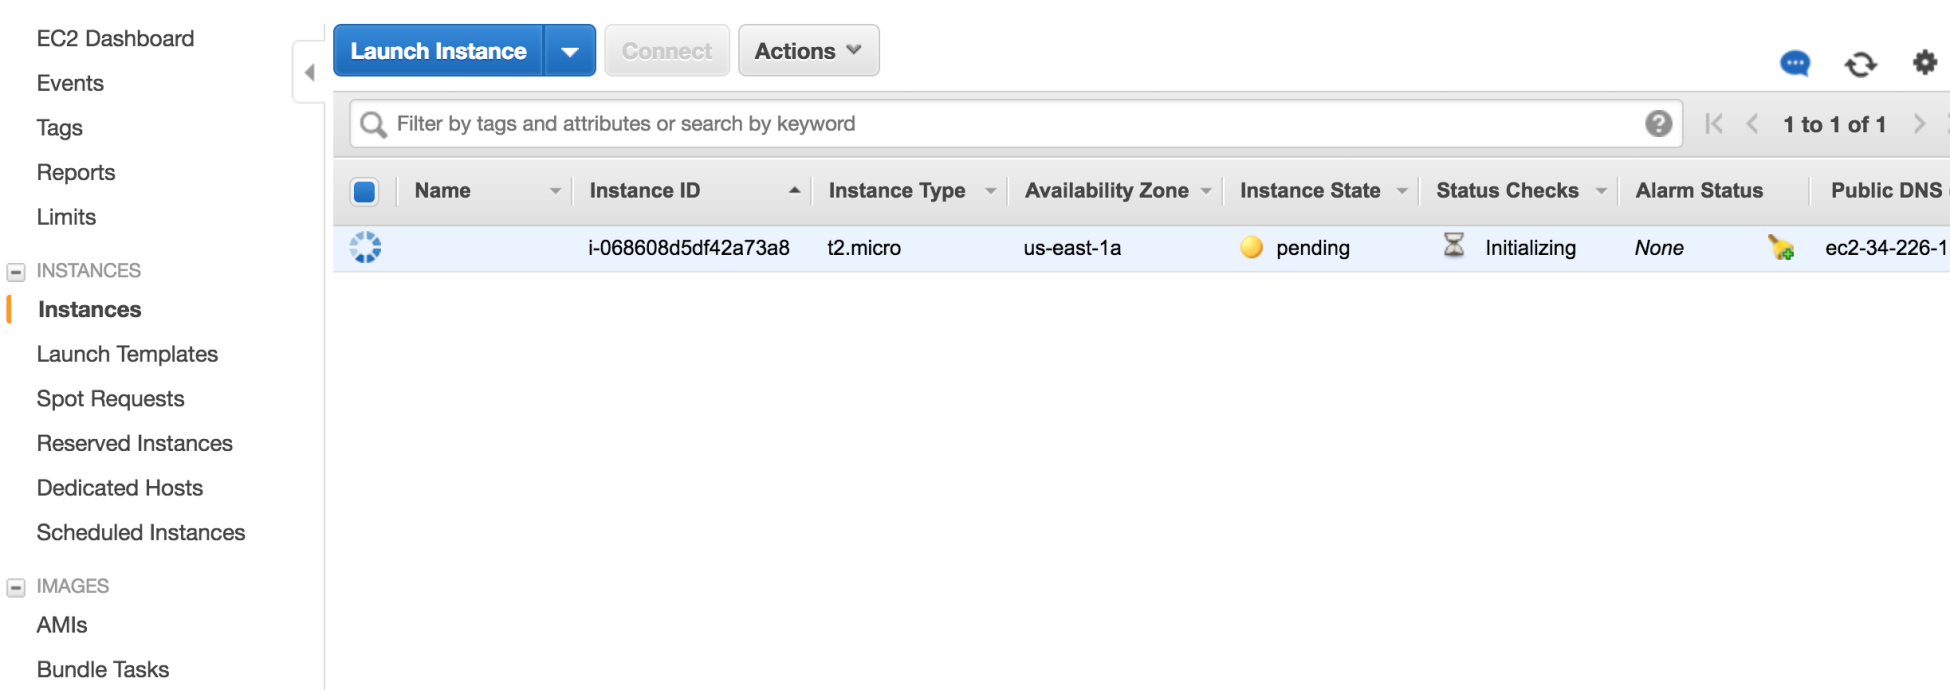 EC2 Dashboard
Events
Tags
Reports
Limits
INSTANCES
Instances
Launch Templates
Spot Requests
Reserved Instances
Dedicated Hosts
Scheduled Instances
IMAGES
AMIs
Bundle Tasks
Launch Instance Connect Actions
Filter by tags and attributes or search by keyword 1 to 1 of 1
Name Instance ID Instance Type Availability Zone Instance State Status Checks Alarm Status Public DNS
i-068608d5df42a73a8 t2.micro us-east-1a pending Initializing None ec2-34-226-1